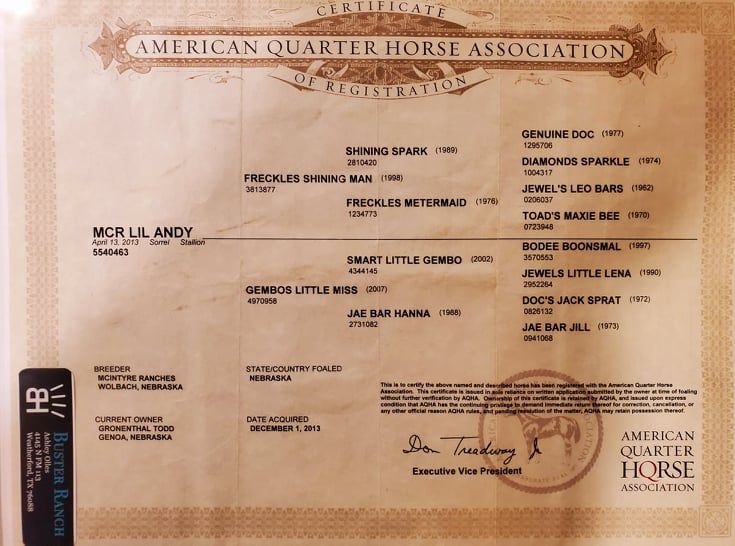 CERTIFICATE
AMERICAN QUARTER HORSE ASSOCIATION
OF REGISTRATION
GENUINE DOC (1977)
1295706
SHINING SPARK (1989)
2810420
DIAMONDS SPARKLE (1974)
1004317
FRECKLES SHINING MAN (1998)
3813877
JEWEL'S LEO BARS (1962)
0206037
FRECKLES METERMAID (1976)
1234773
TOAD'S MAXIE BEE (1970)
0723948
MCR LIL ANDY
April 13, 2013 Sorrel Stallion
5540463
BODEE BOONSMAL (1997)
3570553
SMART LITTLE GEMBO (2002)
4344145
JEWELS LITTLE LENA (1990)
2952264
GEMBOS LITTLE MISS (2007)
4970958
DOC'S JACK SPRAT (1972)
0826132
JAE BAR HANNA (1988)
2731082
JAE BAR JILL (1973)
0941068
BREEDER
MCINTYRE RANCHES
WOLBACH, NEBRASKA
STATE/COUNTRY FOALED
NEBRASKA
CURRENT OWNER
GRONENTHAL TODD
GENOA, NEBRASKA
DATE ACQUIRED
DECEMBER 1, 2013
This is to certify the above named and described horse has been registered with the American Quarter Horse
Association. This certificate is issued in sole reliance on written application submitted by the owner at time of foaling
without further verification by AQHA. Ownership of this certificate is retained by AQHA, and issued upon express
condition that AQHA has the continuing privilege to demand immediate return thereof for correction, cancellation, or
any other official reason AQHA rules, and pending resolution of the matter, AQHA may retain possession thereof.
Don Treadway Jr
Executive Vice President
AMERICAN
QUARTER
HORSE
ASSOCIATION
HB
BUSTER RANCH
Ashley Olles
4145 N FM 113
Weatherford, TX 76088